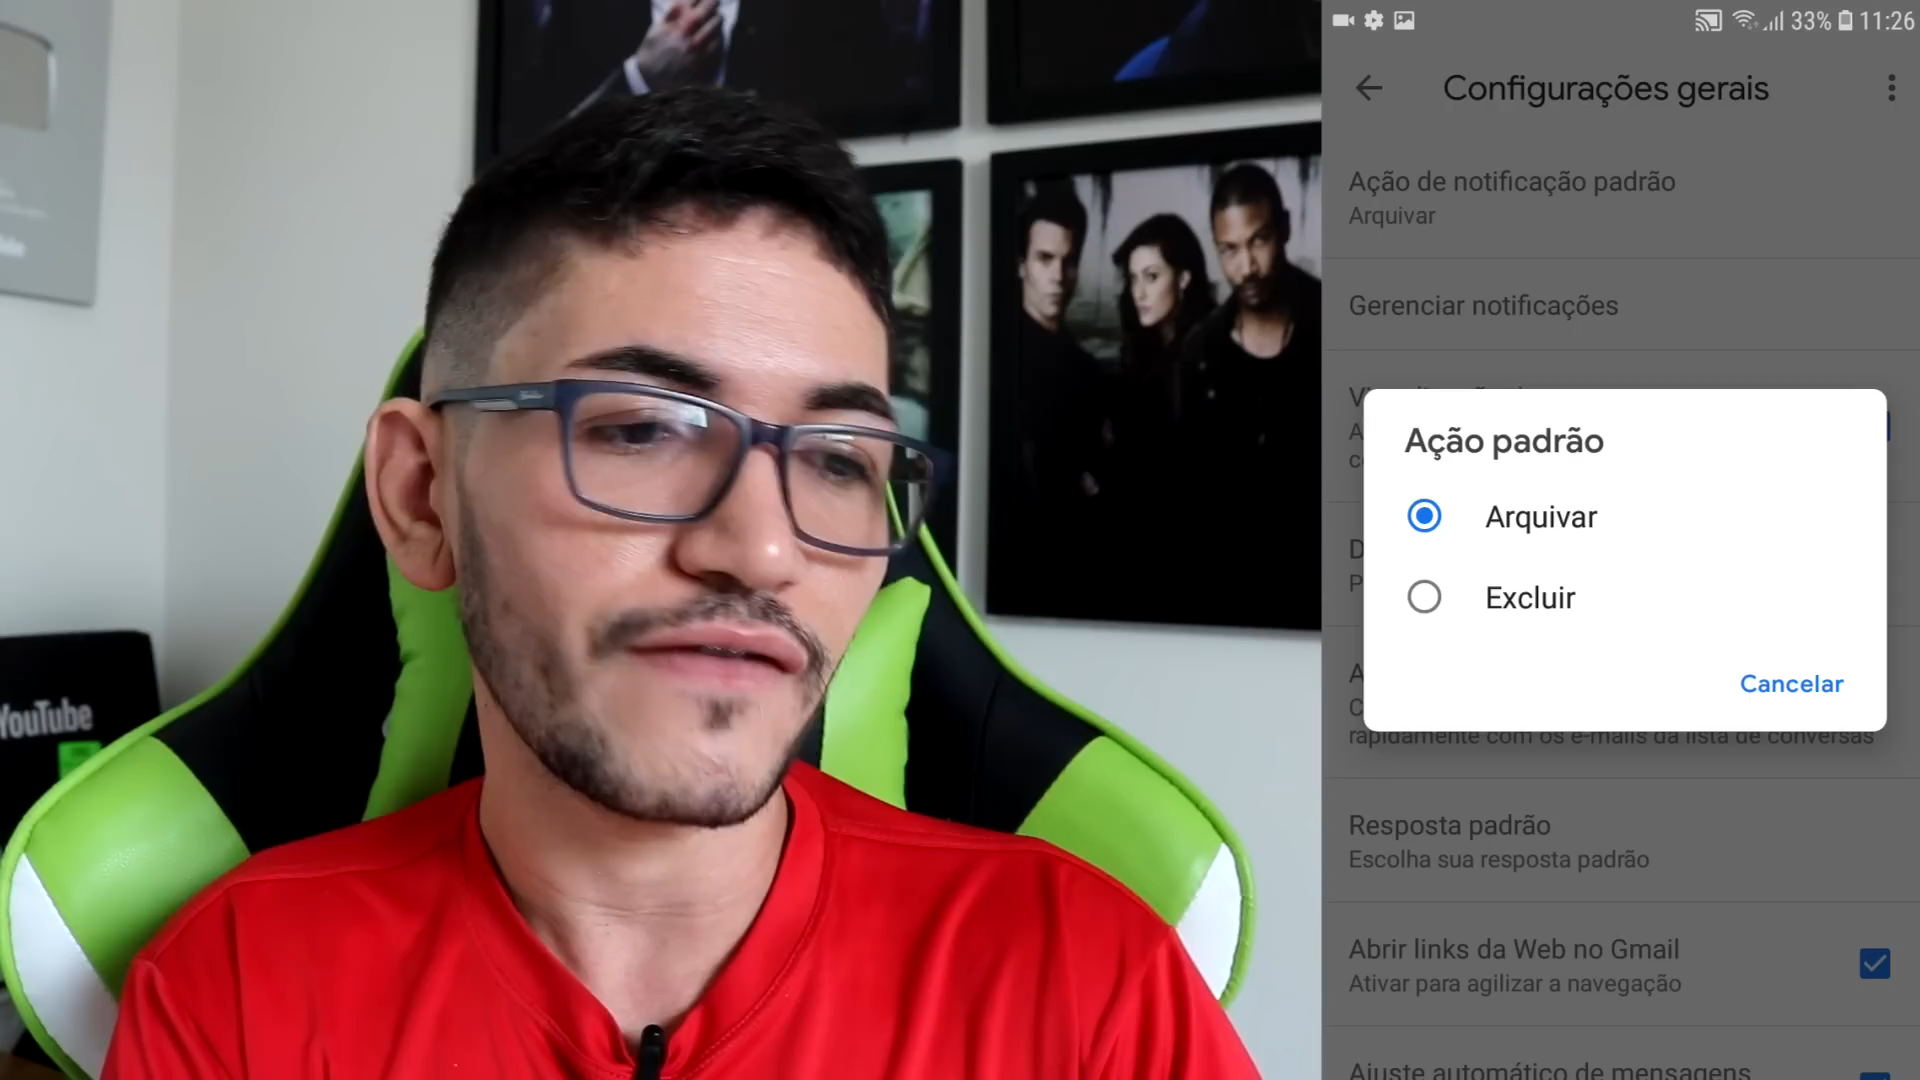 33% 11:26
Configurações gerais
Ação de notificação padrão
Arquivar
Gerenciar notificações
Ação padrão
Arquivar
Excluir
Cancelar
rapidamente com os e-mails da lista de conversas
Resposta padrão
Escolha sua resposta padrão
Abrir links da Web no Gmail
Ativar para agilizar a navegação
Ajuste automático de mensagens
YouTube